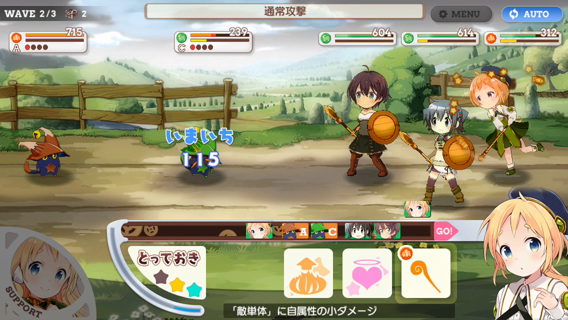 WAVE 2/3 2
通常攻撃
MENU
AUTO
715
A
239
C
604
614
312
いまいち
115
A C GO!
とっておき
SUPPORT
「敵単体」に自属性の小ダメージ